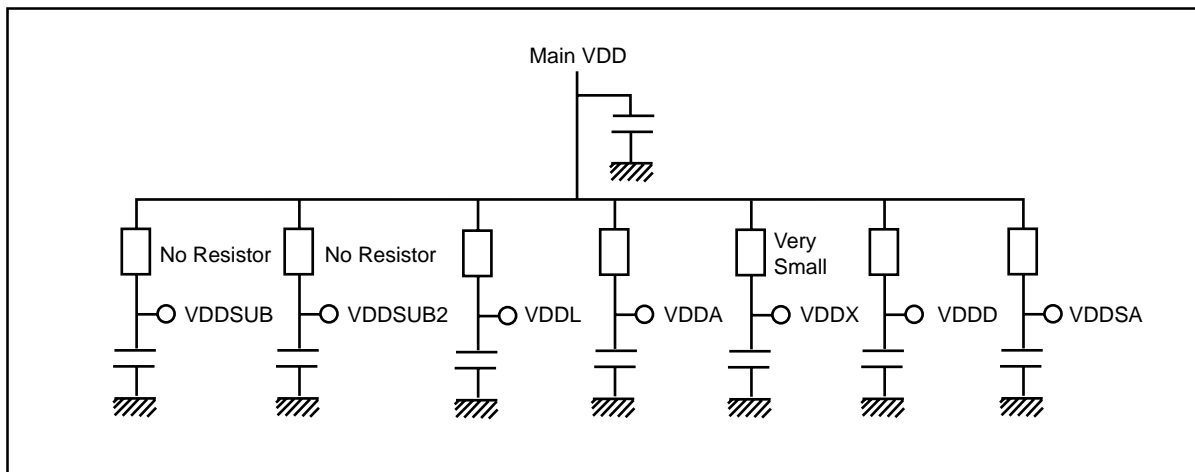 Main VDD
No Resistor
No Resistor
Very
Small
VDDSUB
VDDSUB2
VDDL
VDDA
VDDX
VDDD
VDDSA